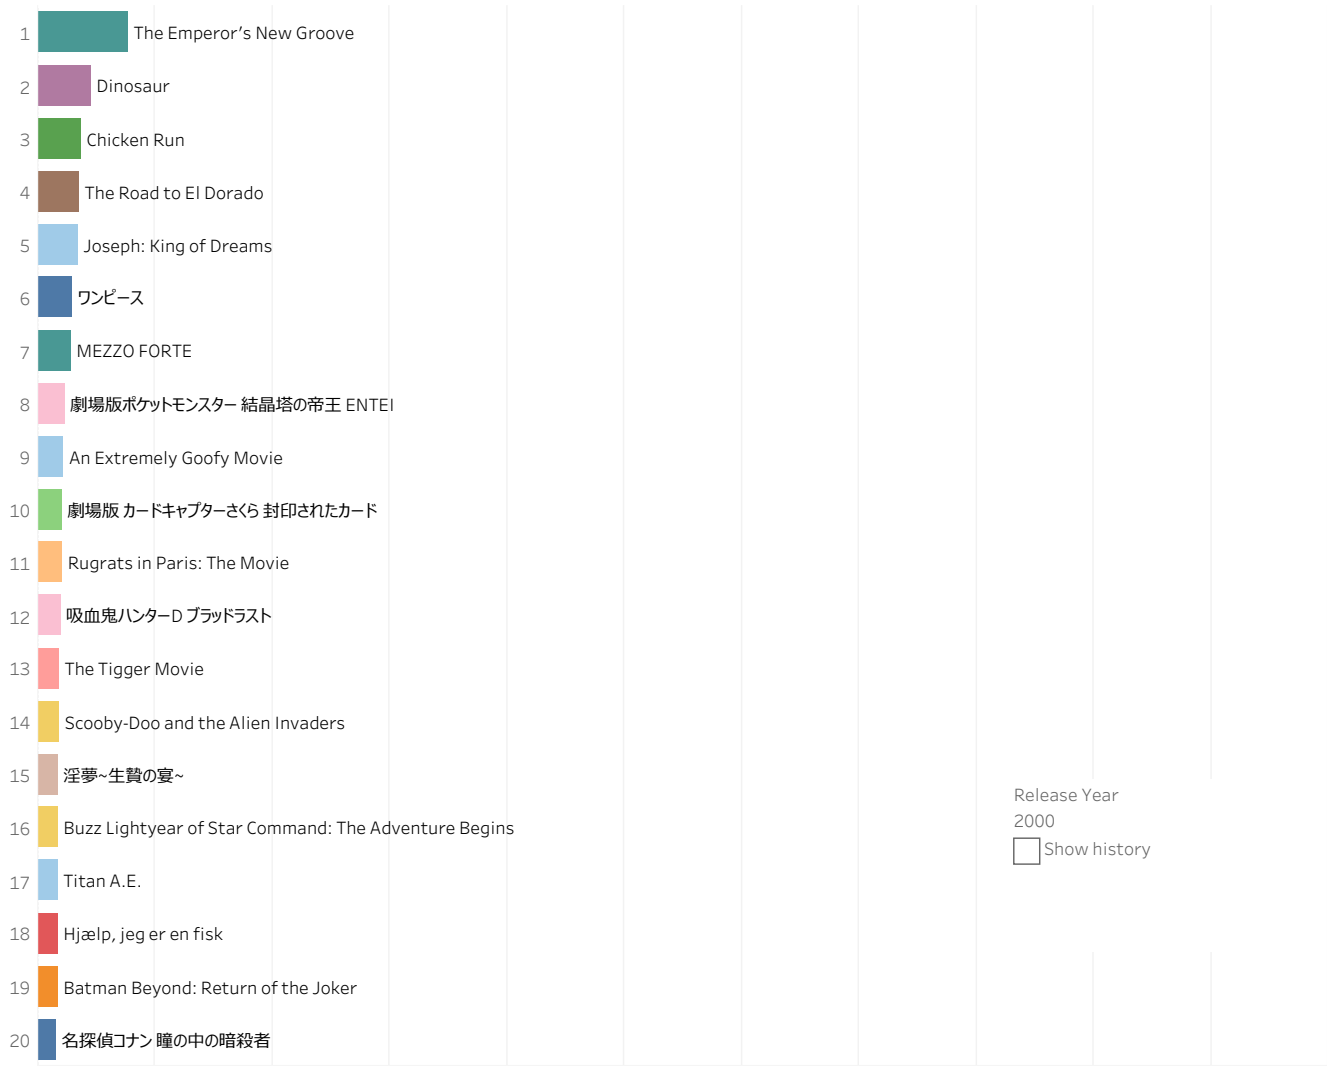 1 The Emperor’s New Groove
2 Dinosaur
3 Chicken Run
4 The Road to El Dorado
5 Joseph: King of Dreams
6 ワンピース
7 MEZZO FORTE
8 劇場版ポケットモンスター 結晶塔の帝王 ENTEI
9 An Extremely Goofy Movie
10 劇場版 カードキャプターさくら 封印されたカード
11 Rugrats in Paris: The Movie
12 吸血鬼ハンターD ブラッドラスト
13 The Tigger Movie
14 Scooby-Doo and the Alien Invaders
15 淫夢~生贄の宴~
16 Buzz Lightyear of Star Command: The Adventure Begins
17 Titan A.E.
18 Hjælp, jeg er en fisk
19 Batman Beyond: Return of the Joker
20 名探偵コナン 瞳の中の暗殺者
Release Year
2000
Show history